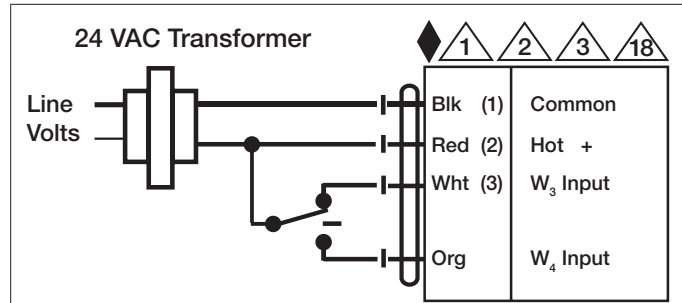 24 VAC Transformer
1 2 3 18
Line
Volts
Blk (1) Common
Red (2) Hot +
Wht (3) W₃ Input
Org W₄ Input